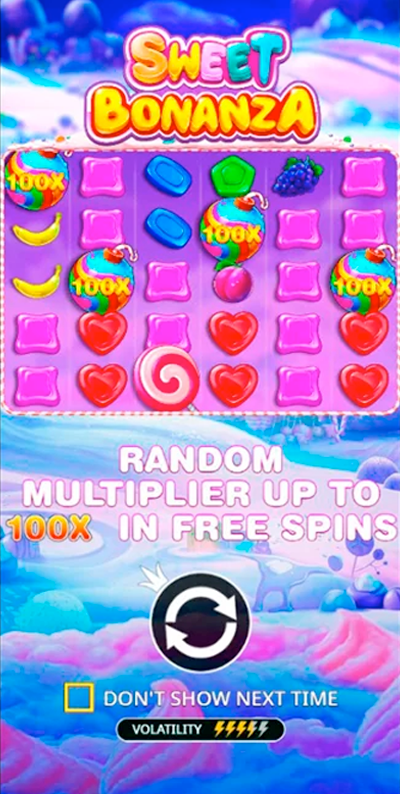 SWEET
BONANZA
100X
100X
100X
100X
RANDOM
MULTIPLIER UP TO
100X IN FREE SPINS
DON'T SHOW NEXT TIME
VOLATILITY